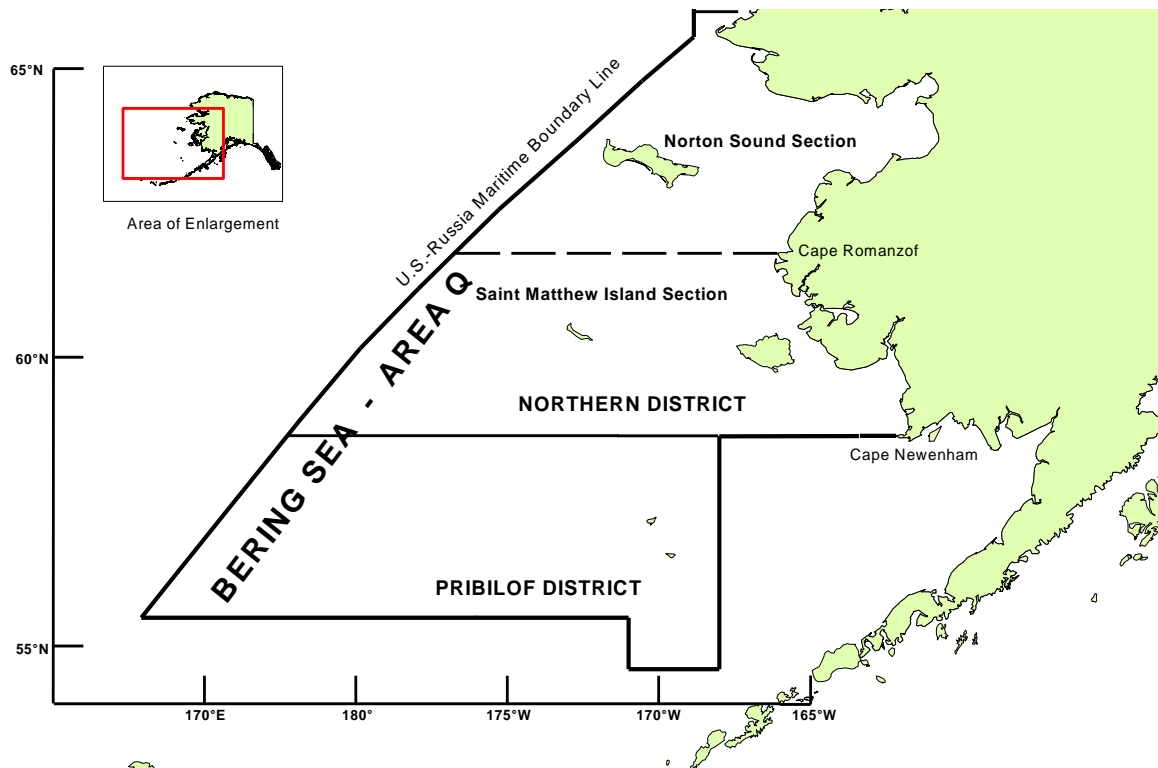 65°N
Norton Sound Section
U.S.-Russia Maritime Boundary Line
Area of Enlargement
Cape Romanzof
BERING SEA - AREA Q
Saint Matthew Island Section
60°N
NORTHERN DISTRICT
Cape Newenham
PRIBILOF DISTRICT
55°N
170°E
180°
175°W
170°W
165°W